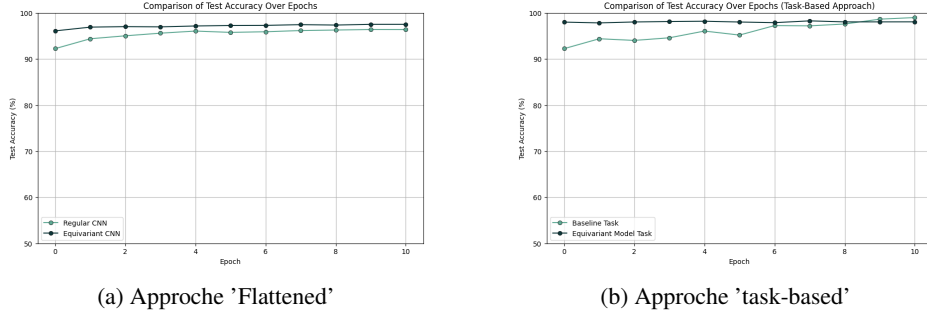 Comparison of Test Accuracy Over Epochs
100
90
80
70
60
50
Test Accuracy (%)
Regular CNN
Equivariant CNN
0 2 4 6 8 10
Epoch
(a) Approche ’Flattened’
Comparison of Test Accuracy Over Epochs (Task-Based Approach)
100
90
80
70
60
50
Test Accuracy (%)
Baseline Task
Equivariant Model Task
0 2 4 6 8 10
Epoch
(b) Approche ’task-based’